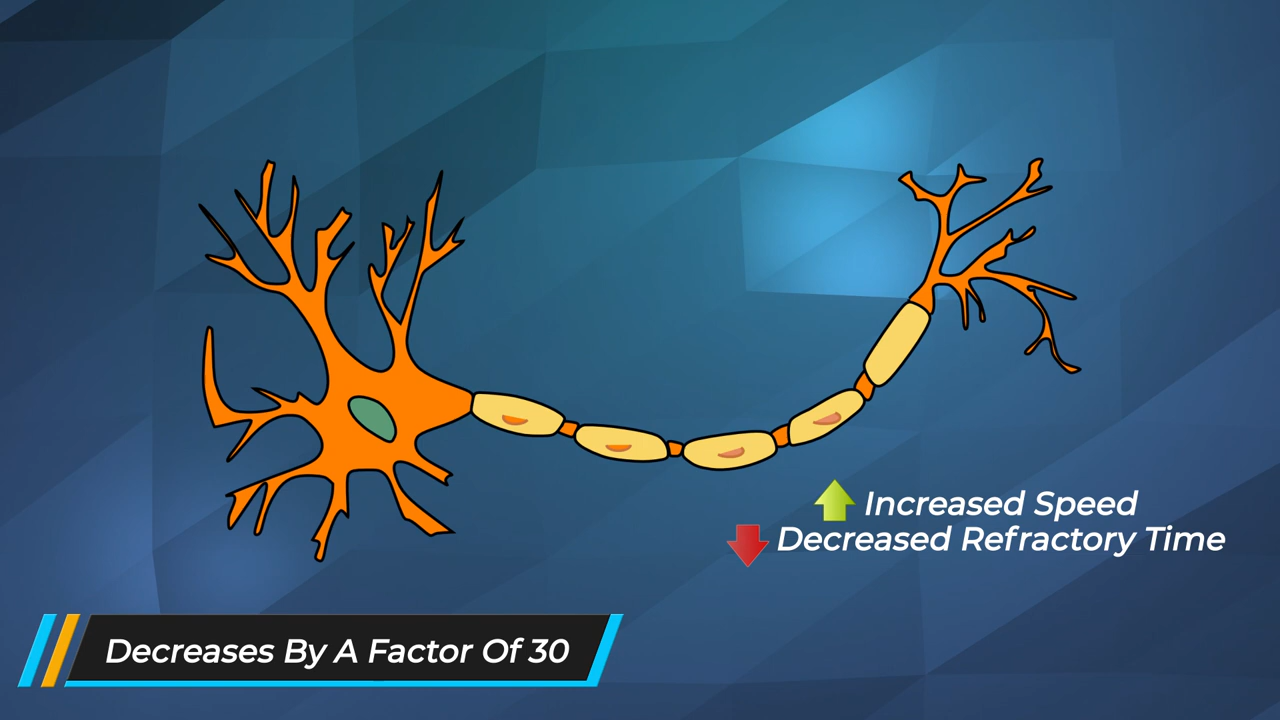 Increased Speed
Decreased Refractory Time
Decreases By A Factor Of 30